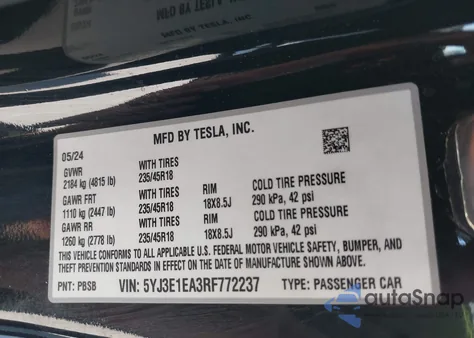 MFD BY TESLA, INC.
05/24
GVWR WITH TIRES
2184 kg (4815 lb) 235/45R18
GAWR FRT WITH TIRES RIM COLD TIRE PRESSURE
1110 kg (2447 lb) 235/45R18 18X8.5J 290 kPa, 42 psi
GAWR RR WITH TIRES RIM COLD TIRE PRESSURE
1260 kg (2778 lb) 235/45R18 18X8.5J 290 kPa, 42 psi
THIS VEHICLE CONFORMS TO ALL APPLICABLE U.S. FEDERAL MOTOR VEHICLE SAFETY, BUMPER, AND
THEFT PREVENTION STANDARDS IN EFFECT ON THE DATE OF MANUFACTURE SHOWN ABOVE.
PNT: PBSB VIN: 5YJ3E1EA3RF772237 TYPE: PASSENGER CAR
autoSnap